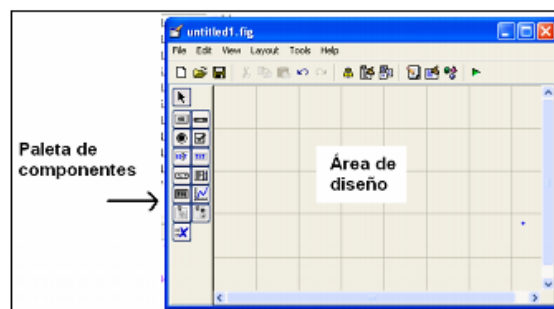 untitled1.fig
File Edit View Layout Tools Help
Paleta de
componentes
Área de
diseño